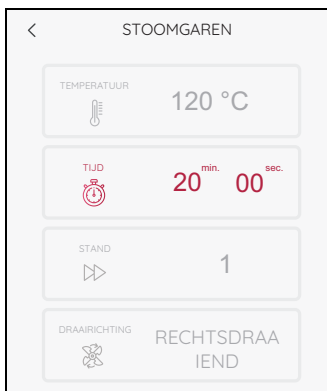 STOOMGAREN
TEMPERATUUR
120 °C
TIJD
20 min. 00 sec.
STAND
1
DRAAIRICHTING
RECHTSDRAA
IEND